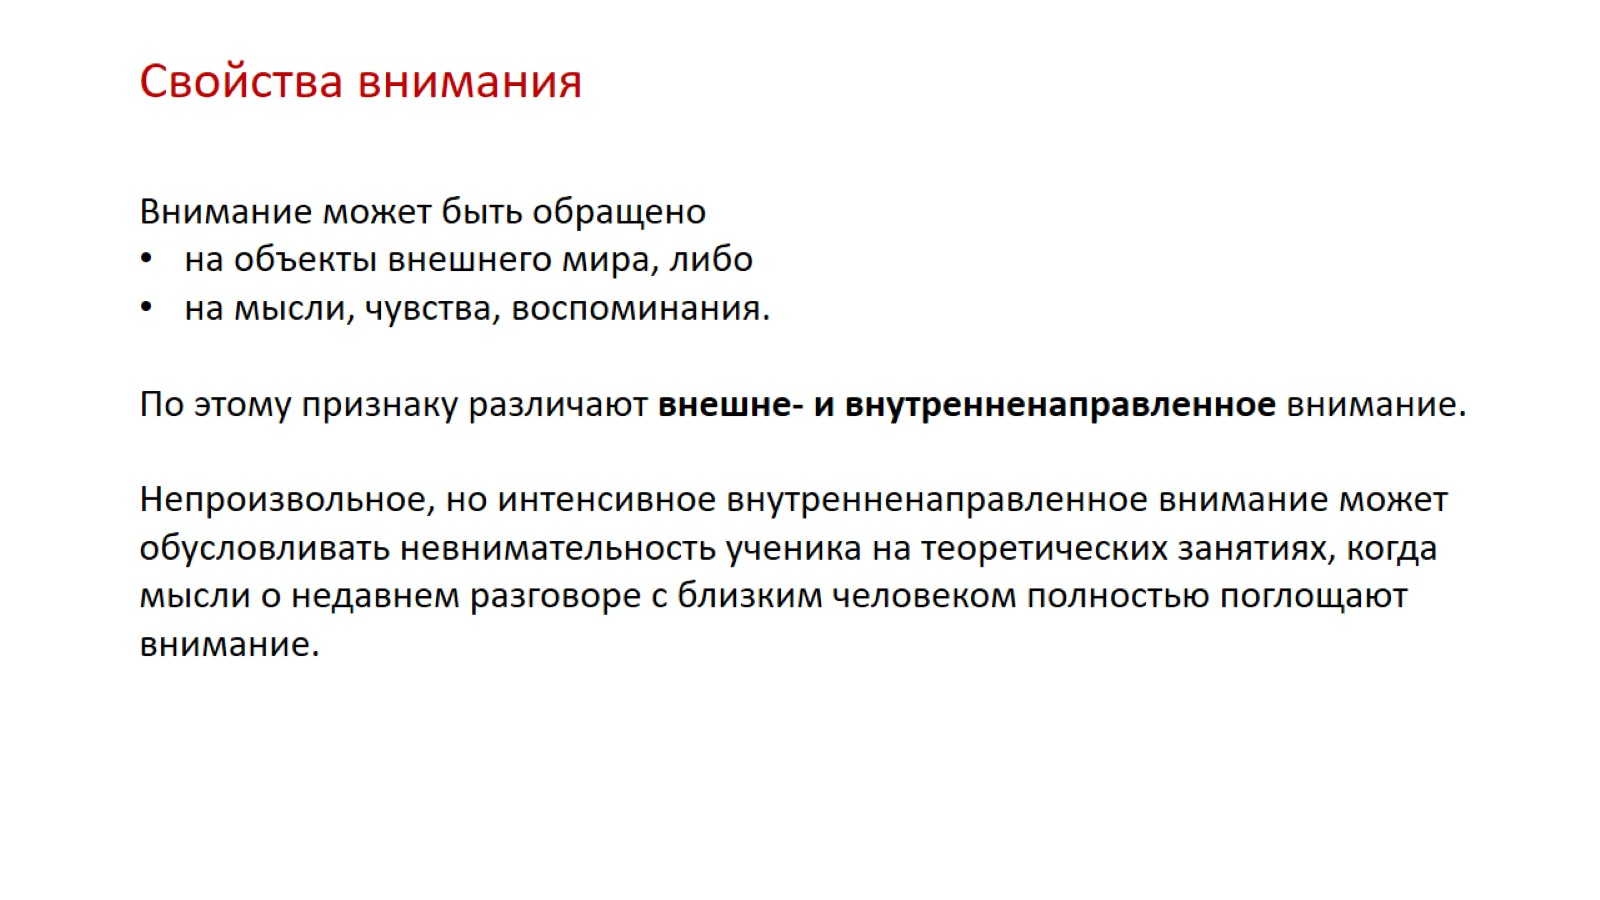 Свойства внимания
Внимание может быть обращено
• на объекты внешнего мира, либо
• на мысли, чувства, воспоминания.
По этому признаку различают внешне- и внутренненаправленное внимание.
Непроизвольное, но интенсивное внутренненаправленное внимание может
обусловливать невнимательность ученика на теоретических занятиях, когда
мысли о недавнем разговоре с близким человеком полностью поглощают
внимание.